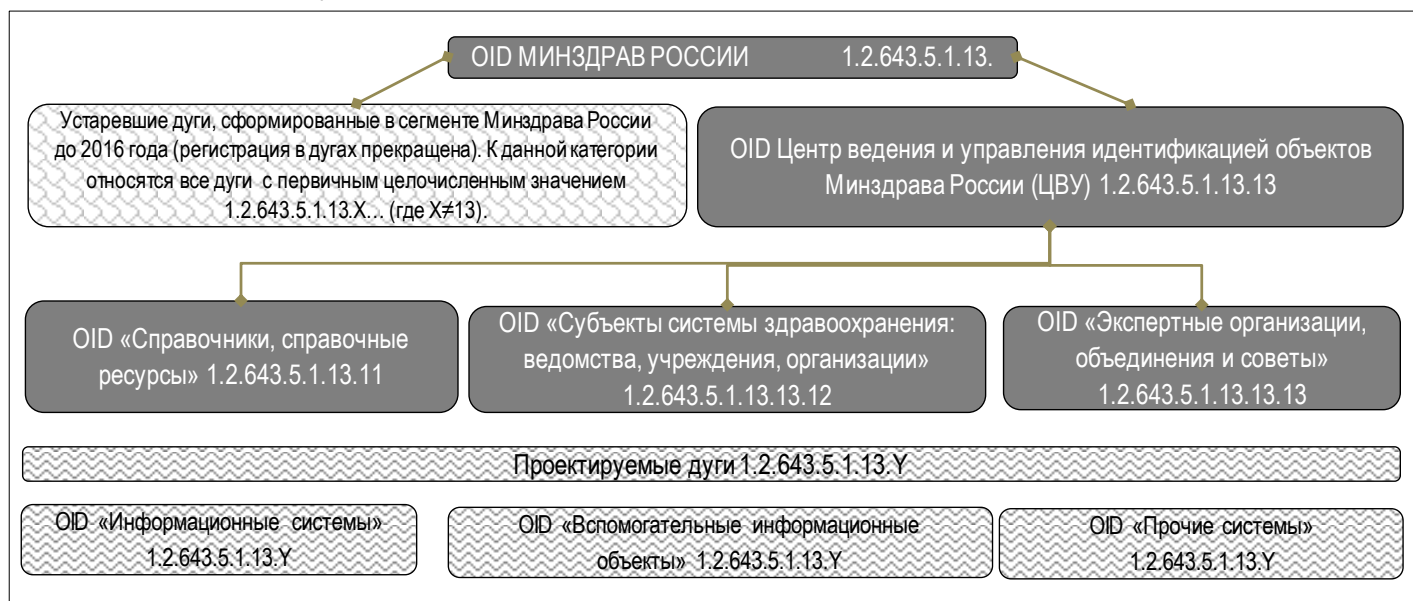 OID МИНЗДРАВ РОССИИ 1.2.643.5.1.13.
Устаревшие дуги, сформированные в сегменте Минздрава России
до 2016 года (регистрация в дугах прекращена). К данной категории
относятся все дуги с первичным целочисленным значением
1.2.643.5.1.13.X... (где X≠13).
OID Центр ведения и управления идентификацией объектов
Минздрава России (ЦВУ) 1.2.643.5.1.13.13
OID «Справочники, справочные
ресурсы» 1.2.643.5.1.13.11
OID «Субъекты системы здравоохранения:
ведомства, учреждения, организации»
1.2.643.5.1.13.13.12
OID «Экспертные организации,
объединения и советы»
1.2.643.5.1.13.13.13
Проектируемые дуги 1.2.643.5.1.13.Y
OID «Информационные системы»
1.2.643.5.1.13.Y
OID «Вспомогательные информационные
объекты» 1.2.643.5.1.13.Y
OID «Прочие системы»
1.2.643.5.1.13.Y